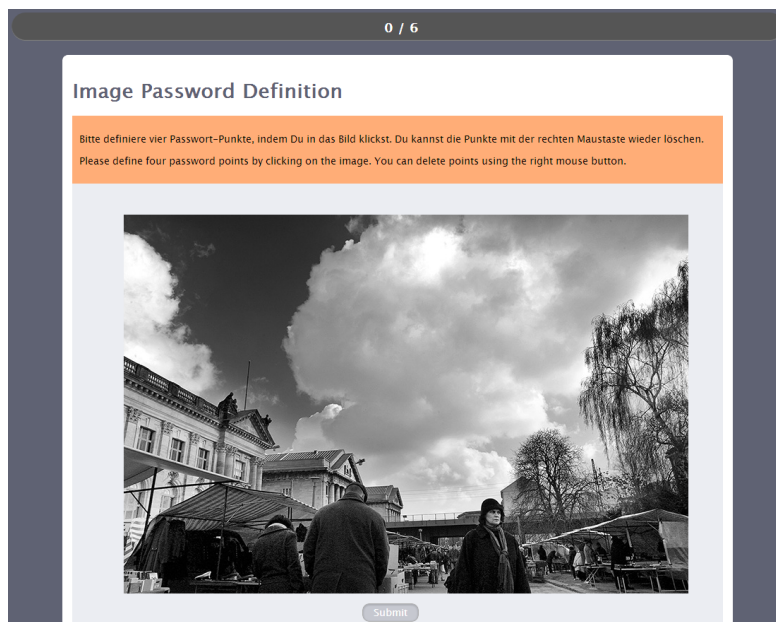 0 / 6
Image Password Definition
Bitte definiere vier Passwort-Punkte, indem Du in das Bild klickst. Du kannst die Punkte mit der rechten Maustaste wieder löschen.
Please define four password points by clicking on the image. You can delete points using the right mouse button.
Submit